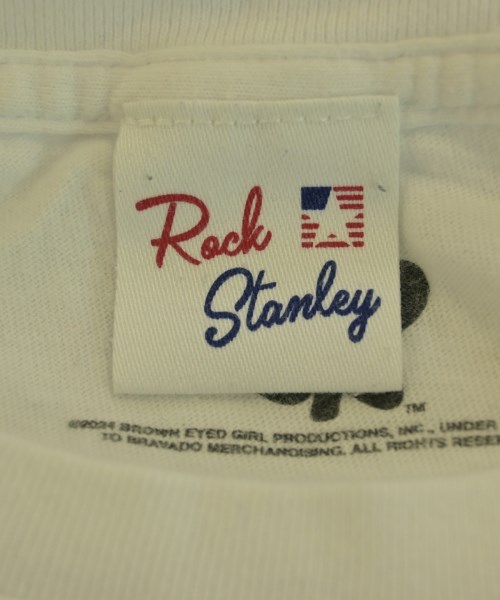 Rock
Stanley
TM
©2024 BROWN EYED GIRL PRODUCTIONS, INC., UNDER
TO BRAVADO MERCHANDISING. ALL RIGHTS RESE